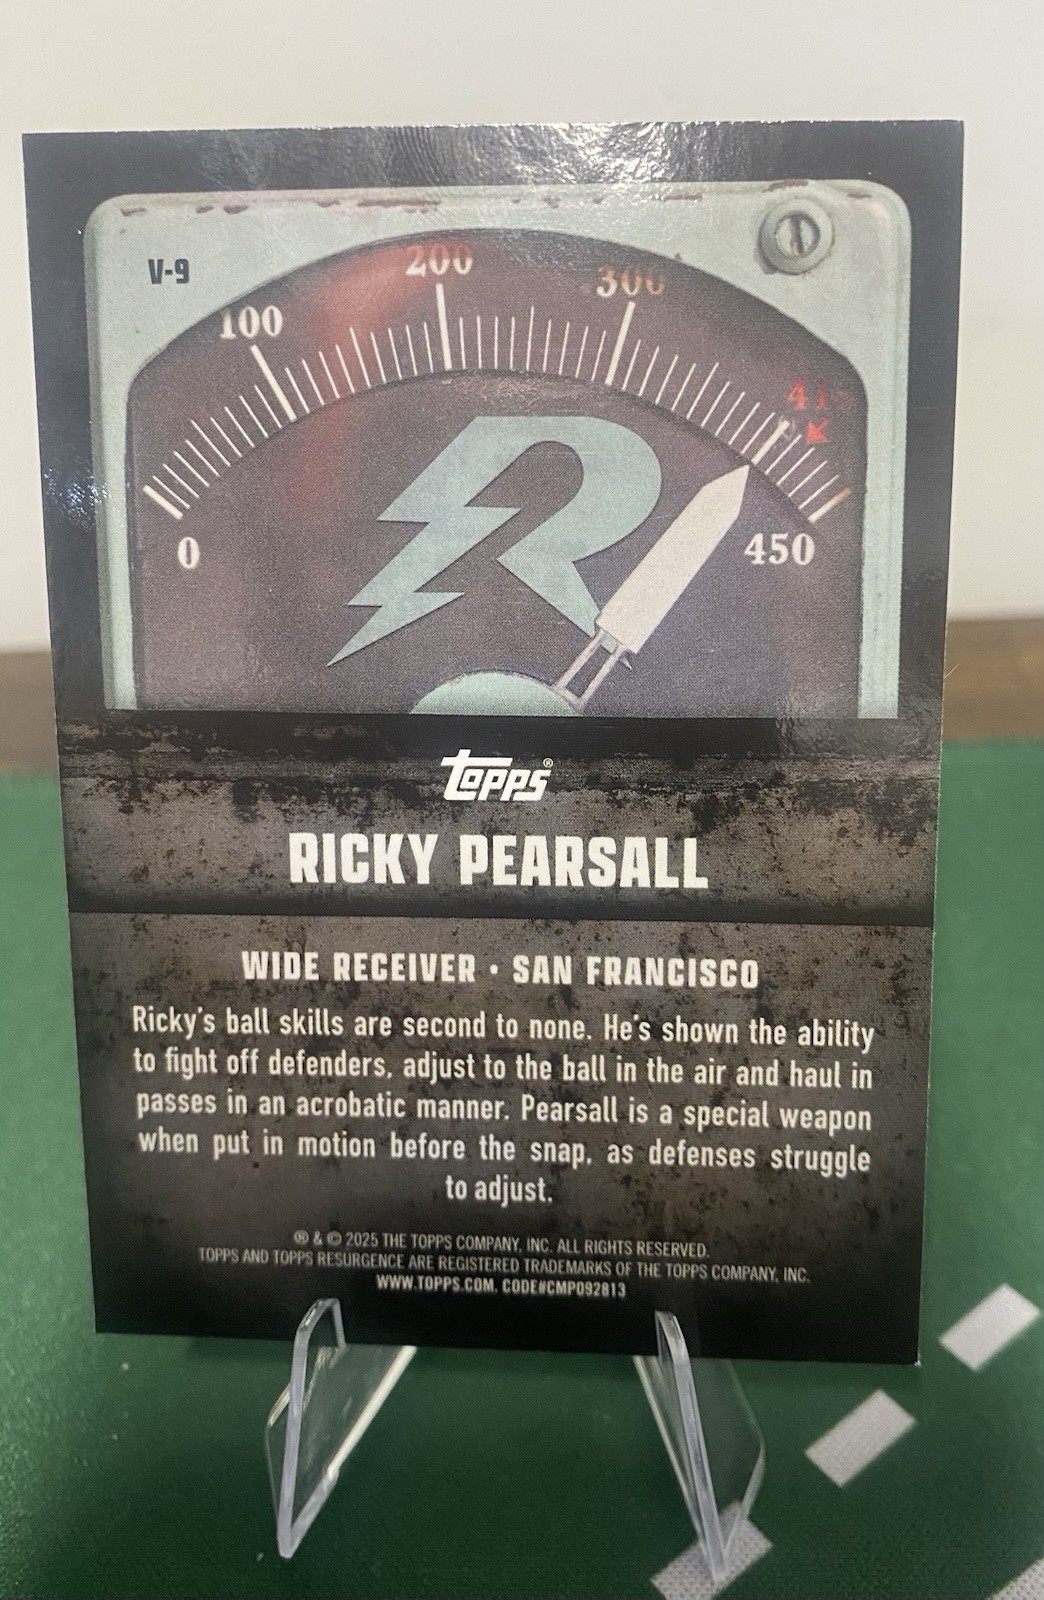 V-9
0
100
200
300
450
R
Topps®
RICKY PEARSALL
WIDE RECEIVER • SAN FRANCISCO
Ricky's ball skills are second to none. He's shown the ability
to fight off defenders, adjust to the ball in the air and haul in
passes in an acrobatic manner. Pearsall is a special weapon
when put in motion before the snap, as defenses struggle
to adjust.
® & © 2025 THE TOPPS COMPANY, INC. ALL RIGHTS RESERVED.
TOPPS AND TOPPS RESURGENCE ARE REGISTERED TRADEMARKS OF THE TOPPS COMPANY, INC.
WWW.TOPPS.COM. CODE#CMP092813